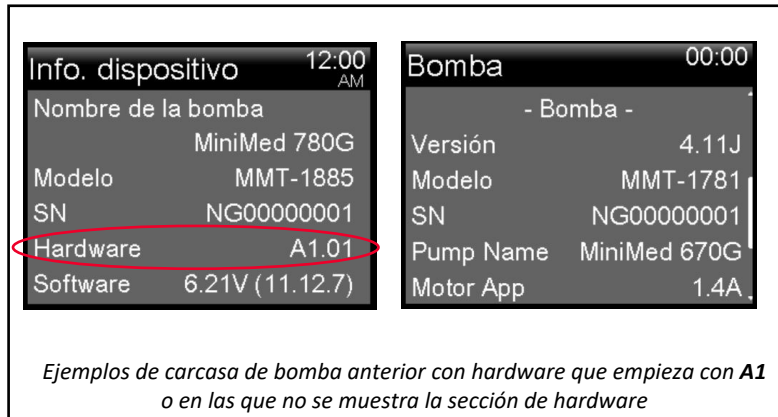 Info. dispositivo 12:00 AM
Nombre de la bomba
MiniMed 780G
Modelo MMT-1885
SN NG00000001
Hardware A1.01
Software 6.21V (11.12.7)
Bomba 00:00
- Bomba -
Versión 4.11J
Modelo MMT-1781
SN NG00000001
Pump Name MiniMed 670G
Motor App 1.4A
Ejemplos de carcasa de bomba anterior con hardware que empieza con A1
o en las que no se muestra la sección de hardware